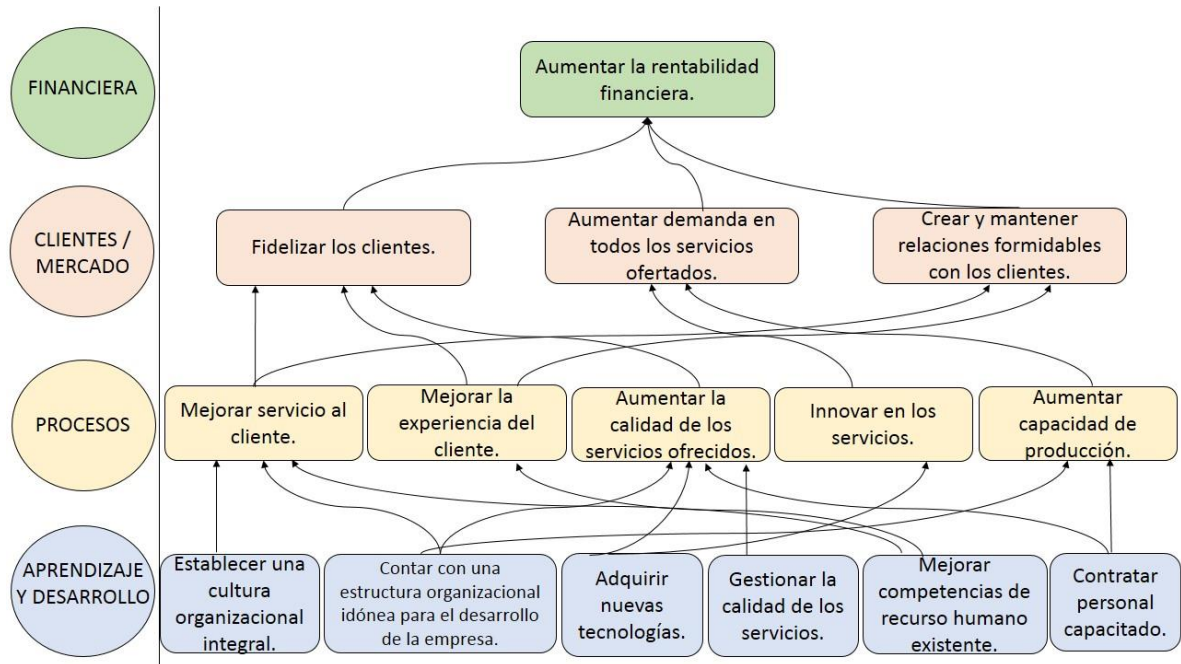 FINANCIERA
Aumentar la rentabilidad
financiera.
CLIENTES /
MERCADO
Fidelizar los clientes.
Aumentar demanda en
todos los servicios
ofertados.
Crear y mantener
relaciones formidables
con los clientes.
PROCESOS
Mejorar servicio al
cliente.
Mejorar la
experiencia del
cliente.
Aumentar la
calidad de los
servicios ofrecidos.
Innovar en los
servicios.
Aumentar
capacidad de
producción.
APRENDIZAJE
Y DESARROLLO
Establecer una
cultura
organizacional
integral.
Contar con una
estructura organizacional
idónea para el desarrollo
de la empresa.
Adquirir
nuevas
tecnologías.
Gestionar la
calidad de los
servicios.
Mejorar
competencias de
recurso humano
existente.
Contratar
personal
capacitado.